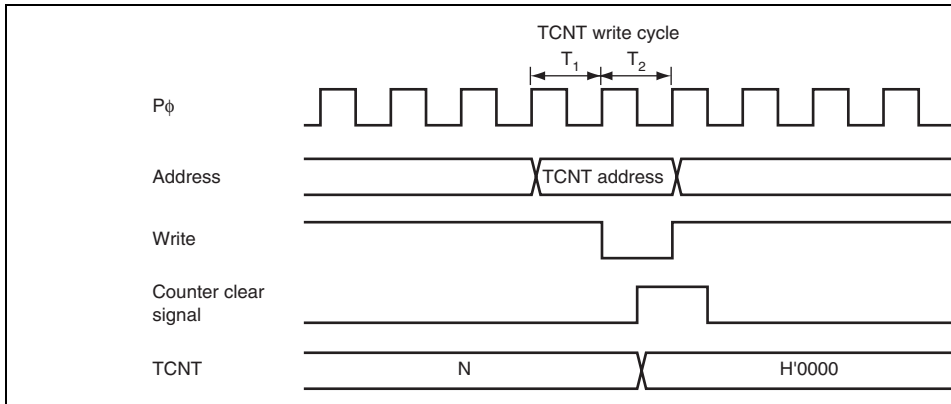 TCNT write cycle
T1 T2
Pϕ
Address
TCNT address
Write
Counter clear
signal
TCNT
N
H'0000